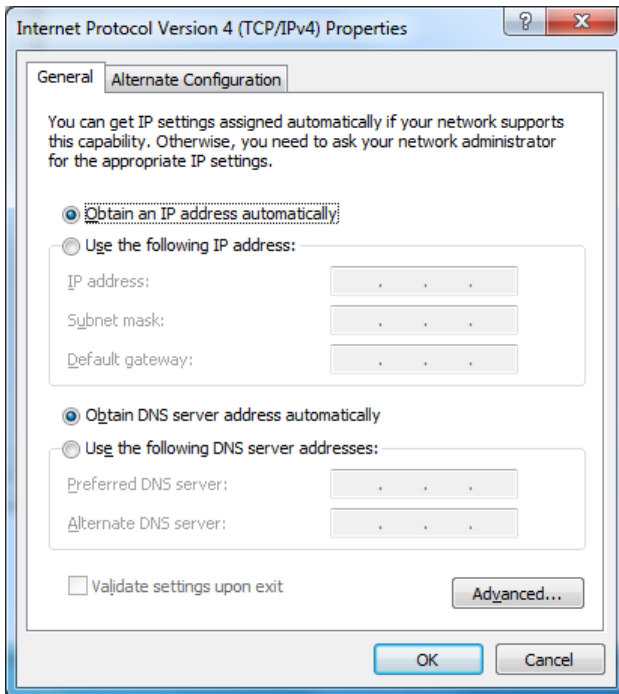 Internet Protocol Version 4 (TCP/IPv4) Properties
General
Alternate Configuration
You can get IP settings assigned automatically if your network supports
this capability. Otherwise, you need to ask your network administrator
for the appropriate IP settings.
Obtain an IP address automatically
Use the following IP address:
IP address:
Subnet mask:
Default gateway:
Obtain DNS server address automatically
Use the following DNS server addresses:
Preferred DNS server:
Alternate DNS server:
Validate settings upon exit
Advanced...
OK
Cancel